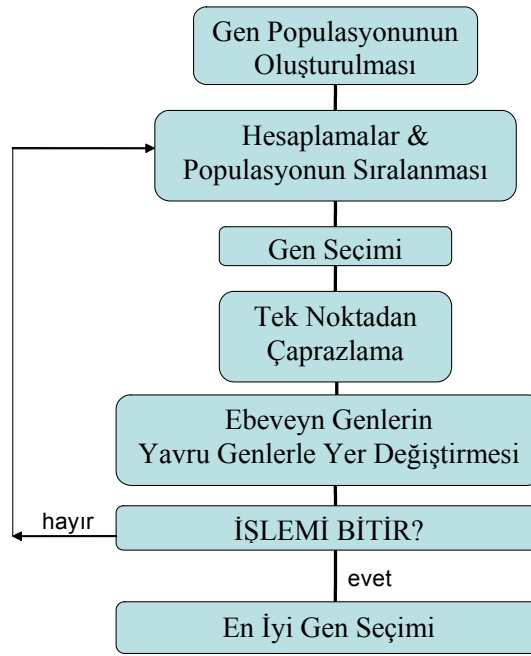 Gen Populasyonunun
Oluşturulması
Hesaplamalar &
Populasyonun Sıralanması
Gen Seçimi
Tek Noktadan
Çaprazlama
Ebeveyn Genlerin
Yavru Genlerle Yer Değiştirmesi
hayır
İŞLEMİ BİTİR?
evet
En İyi Gen Seçimi